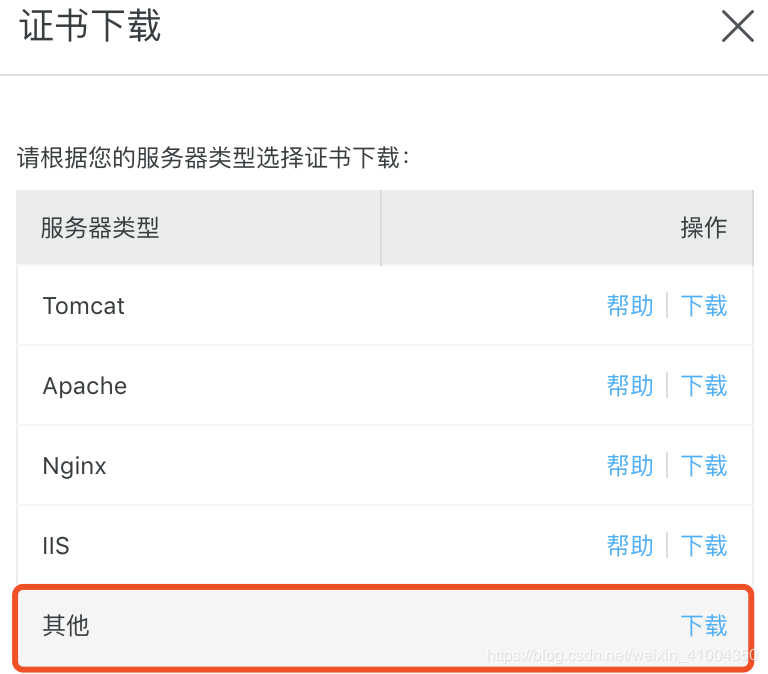 证书下载
请根据您的服务器类型选择证书下载：
服务器类型 操作
Tomcat 帮助 | 下载
Apache 帮助 | 下载
Nginx 帮助 | 下载
IIS 帮助 | 下载
其他 下载
https://blog.csdn.net/weixin_41004350